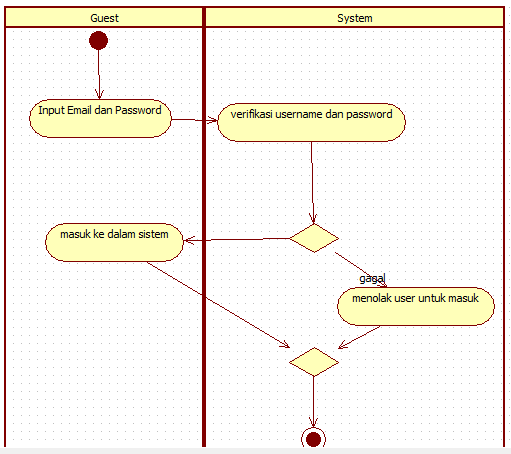 Guest
System
Input Email dan Password
verifikasi username dan password
masuk ke dalam sistem
gagal
menolak user untuk masuk